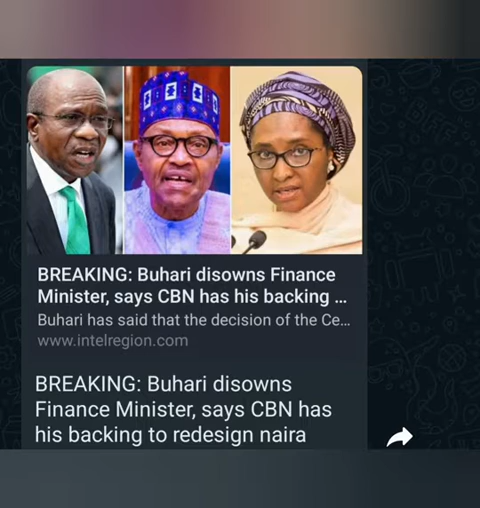 BREAKING: Buhari disowns Finance
Minister, says CBN has his backing ...
Buhari has said that the decision of the Ce...
www.intelregion.com
BREAKING: Buhari disowns
Finance Minister, says CBN has
his backing to redesign naira